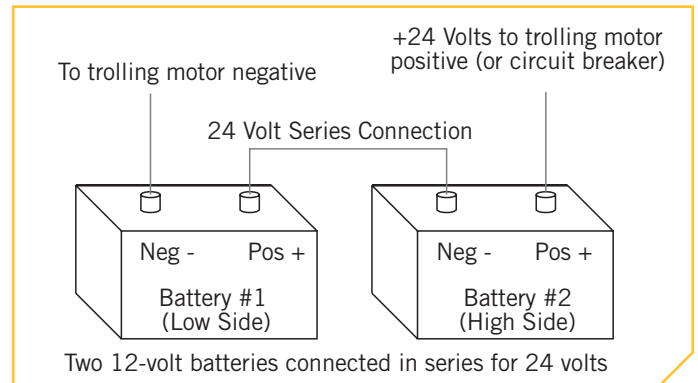 +24 Volts to trolling motor
positive (or circuit breaker)
To trolling motor negative
24 Volt Series Connection
Neg - Pos +
Battery #1
(Low Side)
Neg - Pos +
Battery #2
(High Side)
Two 12-volt batteries connected in series for 24 volts